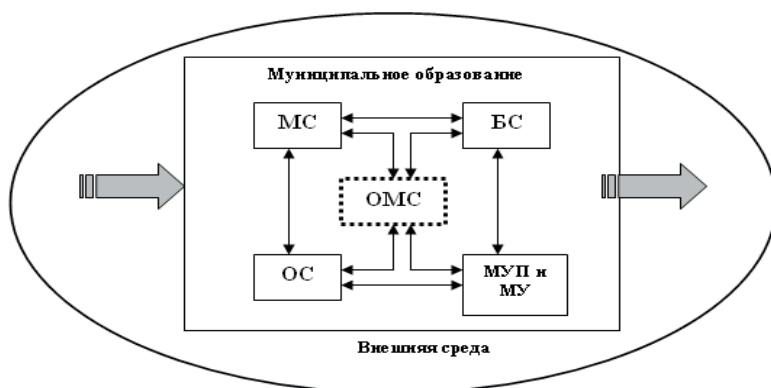 Муниципальное образование
МС
БС
ОМС
ОС
МУП и
МУ
Внешняя среда